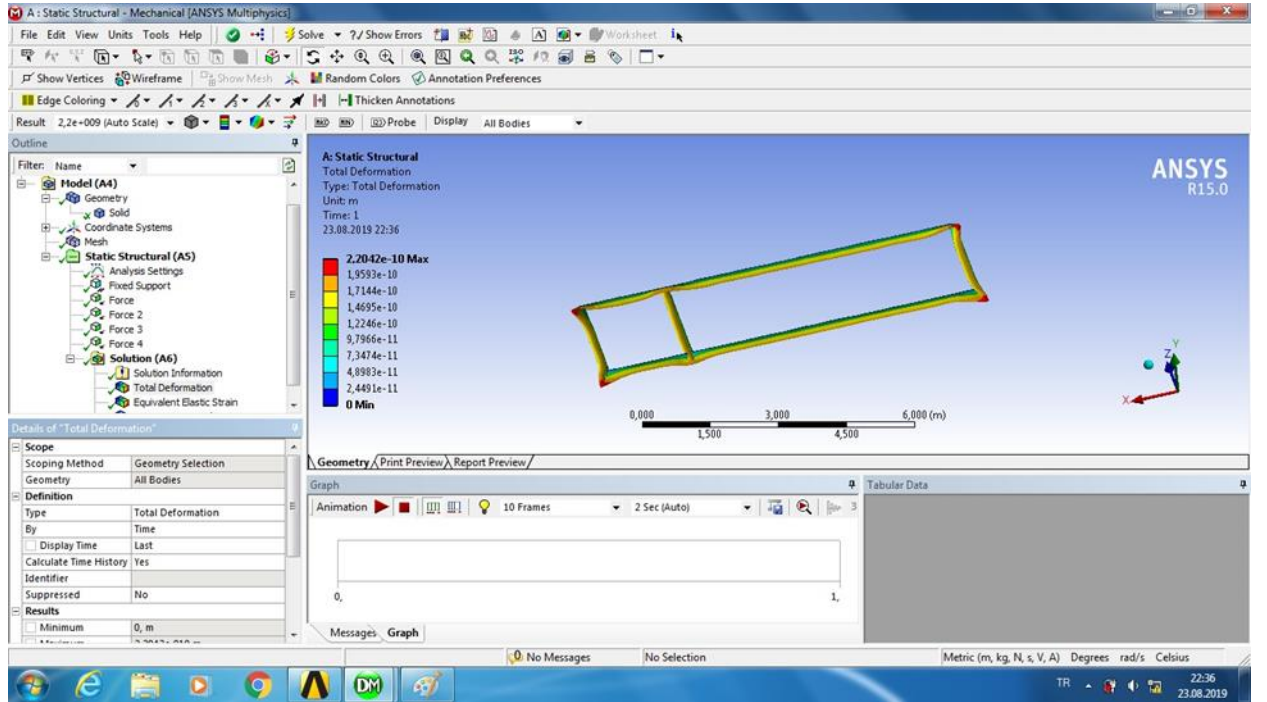 A : Static Structural - Mechanical [ANSYS Multiphysics]
File Edit View Units Tools Help Solve ?/ Show Errors Worksheet
Show Vertices Wireframe Show Mesh Random Colors Annotation Preferences
Edge Coloring Thicken Annotations
Result 2,2e+009 (Auto Scale) Probe Display All Bodies
Outline
Filter: Name
Model (A4)
Geometry
Solid
Coordinate Systems
Mesh
Static Structural (A5)
Analysis Settings
Fixed Support
Force
Force 2
Force 3
Force 4
Solution (A6)
Solution Information
Total Deformation
Equivalent Elastic Strain
A: Static Structural
Total Deformation
Type: Total Deformation
Unit: m
Time: 1
23.08.2019 22:36
2,2042e-10 Max
1,9593e-10
1,7144e-10
1,4695e-10
1,2246e-10
9,7966e-11
7,3474e-11
4,8983e-11
2,4491e-11
0 Min
ANSYS
R15.0
Y
Z
X
0,000 3,000 6,000 (m)
1,500 4,500
Geometry Print Preview Report Preview
Details of "Total Deformation"
Scope
Scoping Method Geometry Selection
Geometry All Bodies
Definition
Type Total Deformation
By Time
Display Time Last
Calculate Time History Yes
Identifier
Suppressed No
Results
Minimum 0, m
Graph
Animation 10 Frames 2 Sec (Auto) 3
0, 1,
Messages Graph
Tabular Data
0 No Messages No Selection Metric (m, kg, N, s, V, A) Degrees rad/s Celsius
DM
TR 22:36
23.08.2019